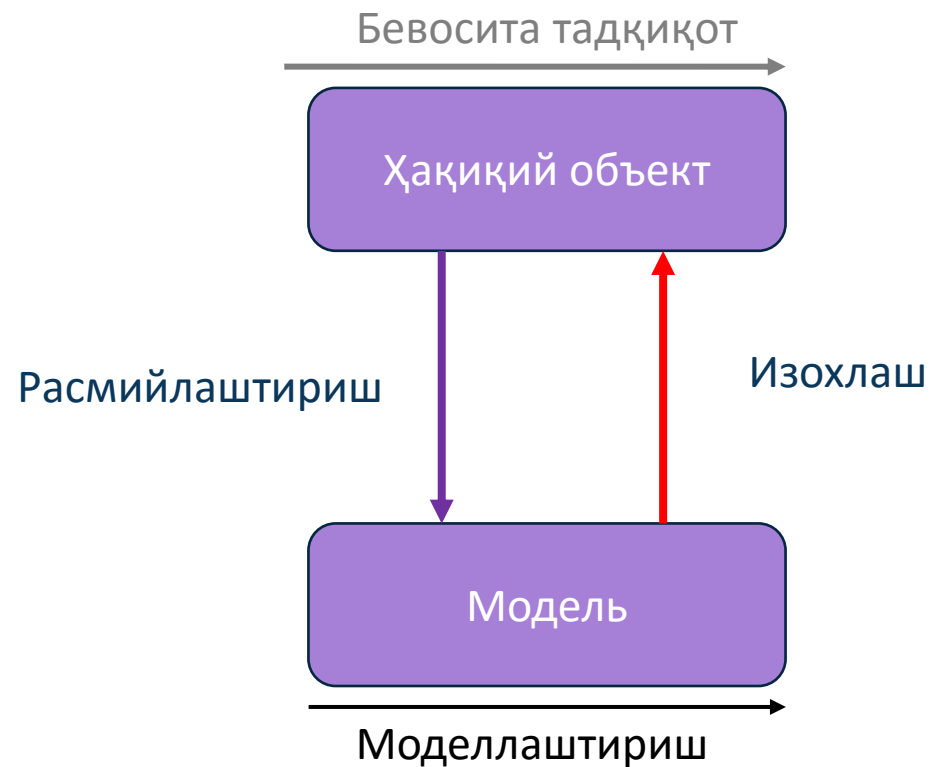 Бевосита тадқиқот
Ҳақиқий объект
Изохлаш
Расмийлаштириш
Модель
Моделлаштириш